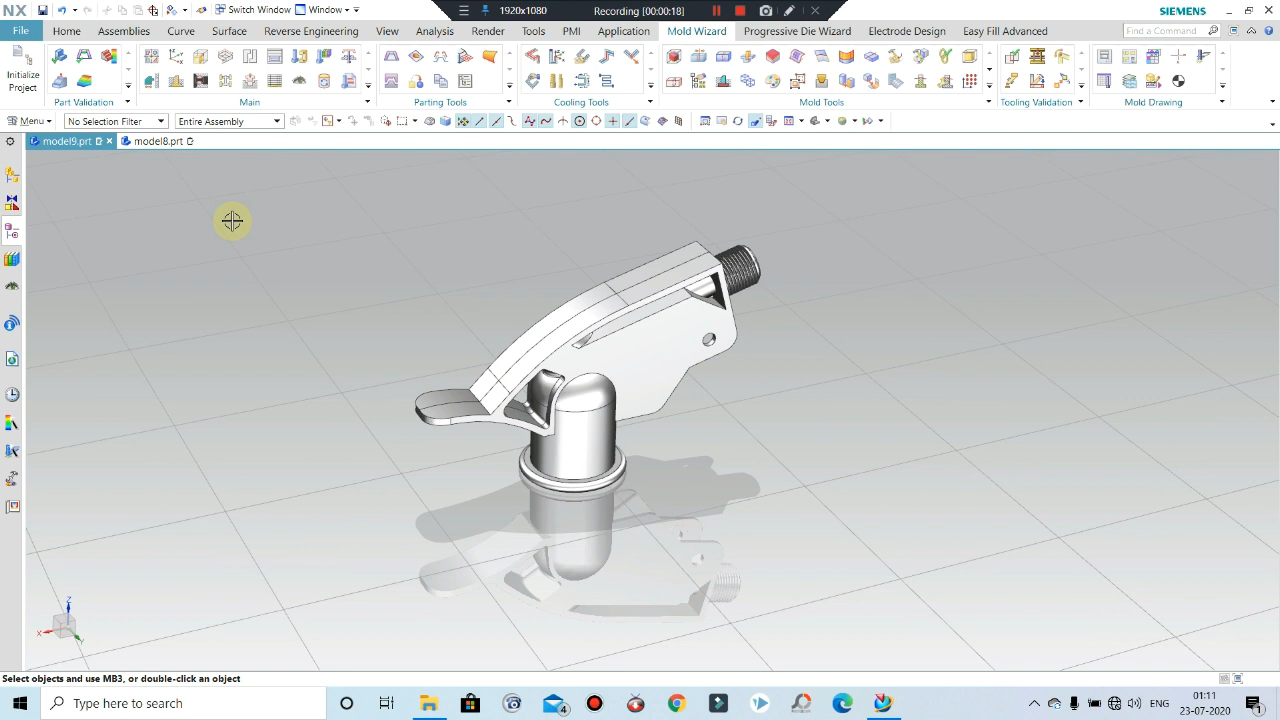 NX
Switch Window
Window
1920x1080
Recording [00:00:18]
SIEMENS
File
Home
Curve
Surface
View
Analysis
Tools
PMI
Application
Mold Wizard
Progressive Die Wizard
Electrode Design
Easy Fill Advanced
Find a Command
Initialize
Project
Part Validation
Main
Parting Tools
Cooling Tools
Mold Tools
Tooling Validation
Mold Drawing
Menu
No Selection Filter
Entire Assembly
model9.prt
model8.prt
Z
X
Y
Select objects and use MB3, or double-click an object
Type here to search
4
ENG
01:11
23-07-2020
1